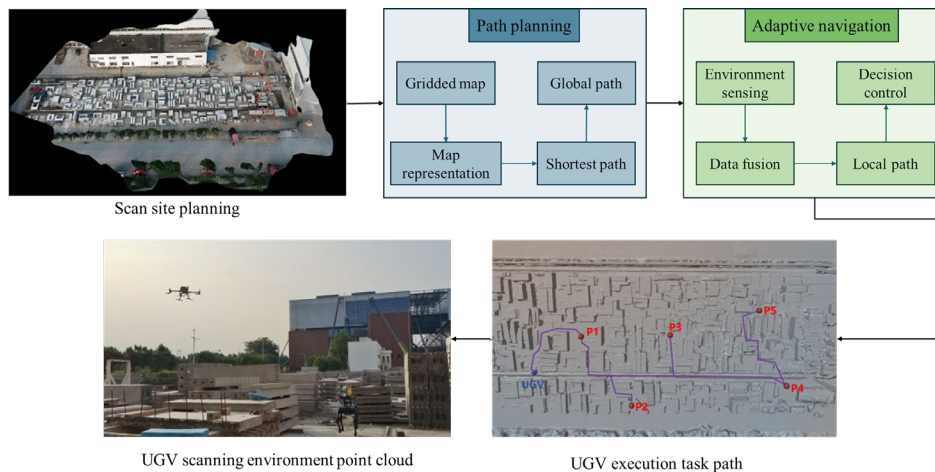 Path planning
Gridded map
Global path
Map
representation
Shortest path
Adaptive navigation
Environment
sensing
Decision
control
Data fusion
Local path
Scan site planning
P1
P3
P5
UGV
P2
P4
UGV scanning environment point cloud
UGV execution task path